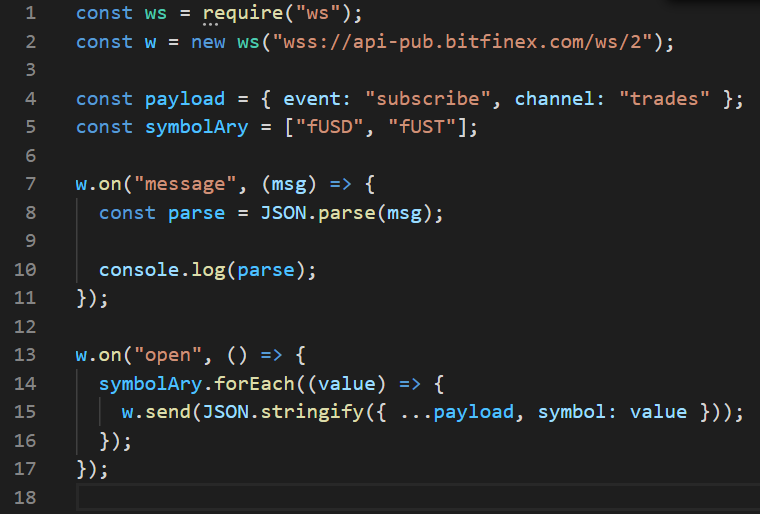 1 const ws = require("ws");
2 const w = new ws("wss://api-pub.bitfinex.com/ws/2");
3
4 const payload = { event: "subscribe", channel: "trades" };
5 const symbolAry = ["fUSD", "fUST"];
6
7 w.on("message", (msg) => {
8   const parse = JSON.parse(msg);
9
10   console.log(parse);
11 });
12
13 w.on("open", () => {
14   symbolAry.forEach((value) => {
15     w.send(JSON.stringify({ ...payload, symbol: value }));
16   });
17 });
18